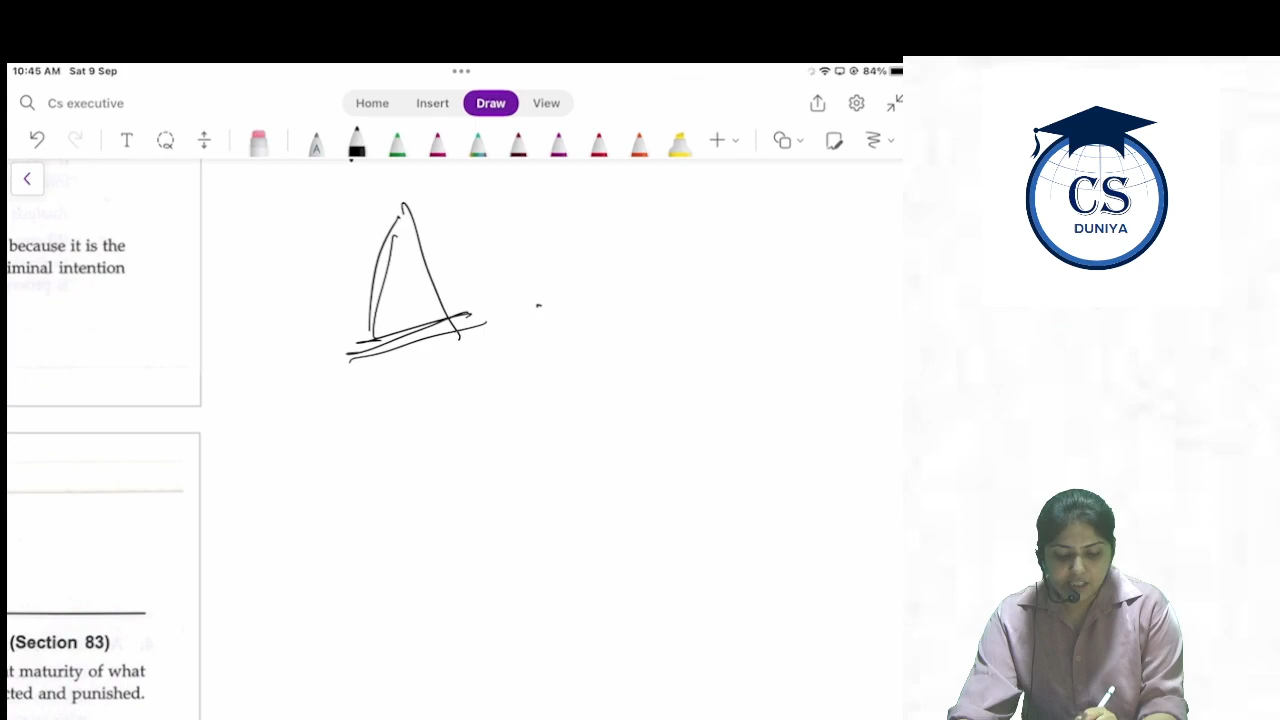 10:45 AM Sat 9 Sep
84%
Cs executive
Home Insert Draw View
T
A
because it is the
iminal intention
(Section 83)
t maturity of what
cted and punished.
CS
DUNIYA